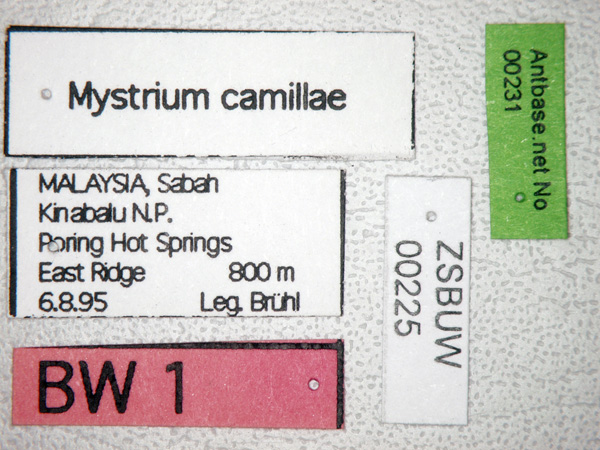 Mystrium camillae
MALAYSIA, Sabah
Kinabalu N.P.
Poring Hot Springs
East Ridge 800 m
6.8.95 Leg. Brühl
BW 1
ZSBUW
00225
Antbase.net No
00231